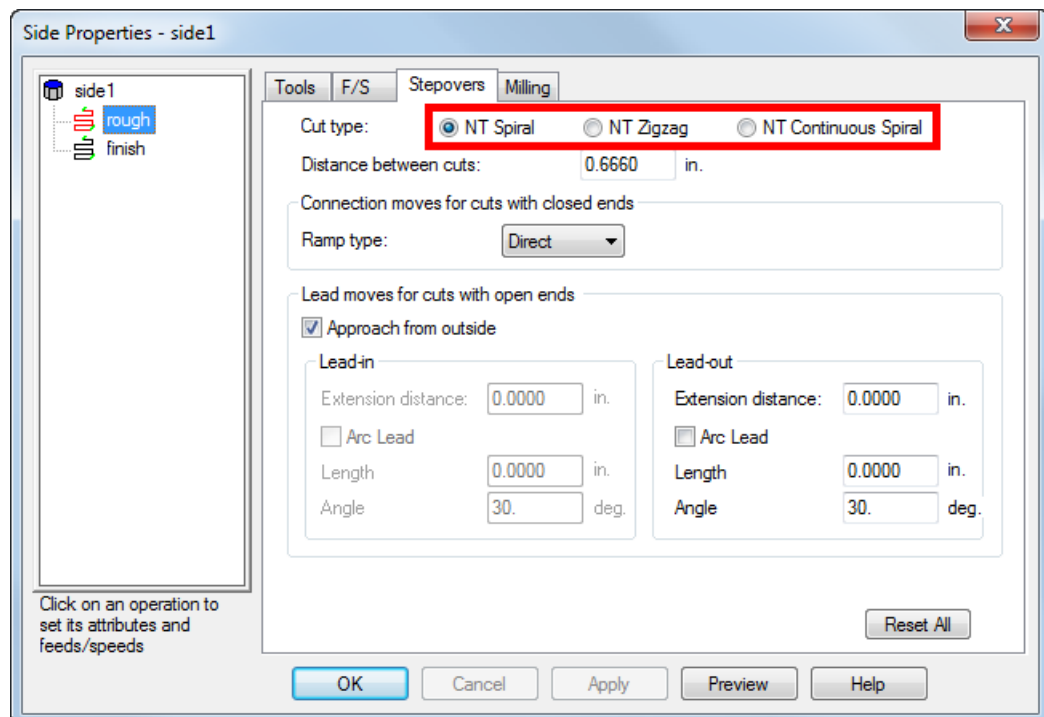 Side Properties - side1
side1
rough
finish
Click on an operation to
set its attributes and
feeds/speeds
Tools F/S Stepovers Milling
Cut type: NT Spiral NT Zigzag NT Continuous Spiral
Distance between cuts: 0.6660 in.
Connection moves for cuts with closed ends
Ramp type: Direct
Lead moves for cuts with open ends
Approach from outside
Lead-in
Extension distance: 0.0000 in.
Arc Lead
Length 0.0000 in.
Angle 30. deg.
Lead-out
Extension distance: 0.0000 in.
Arc Lead
Length 0.0000 in.
Angle 30. deg.
Reset All
OK Cancel Apply Preview Help